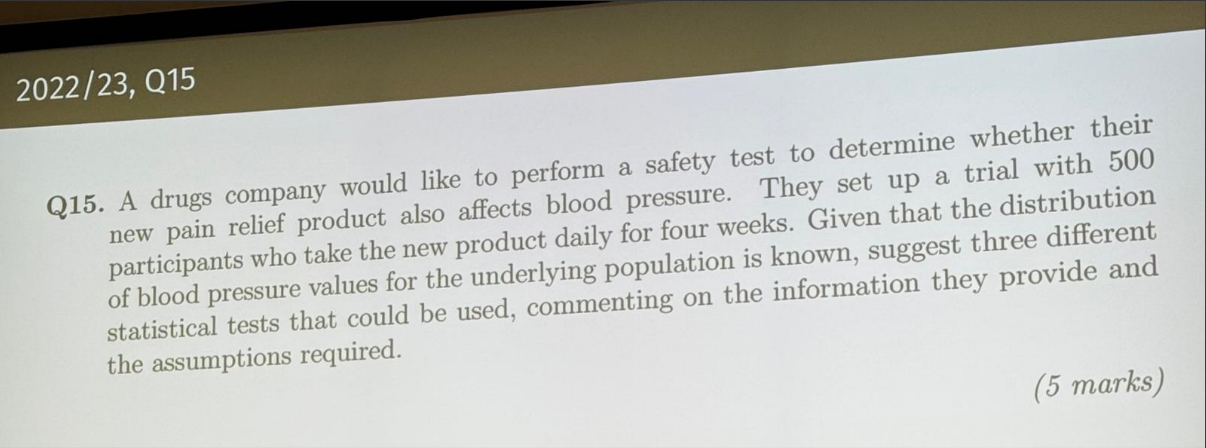 2022/23, Q15
Q15. A drugs company would like to perform a safety test to determine whether their
new pain relief product also affects blood pressure. They set up a trial with 500
participants who take the new product daily for four weeks. Given that the distribution
of blood pressure values for the underlying population is known, suggest three different
statistical tests that could be used, commenting on the information they provide and
the assumptions required.
(5 marks)